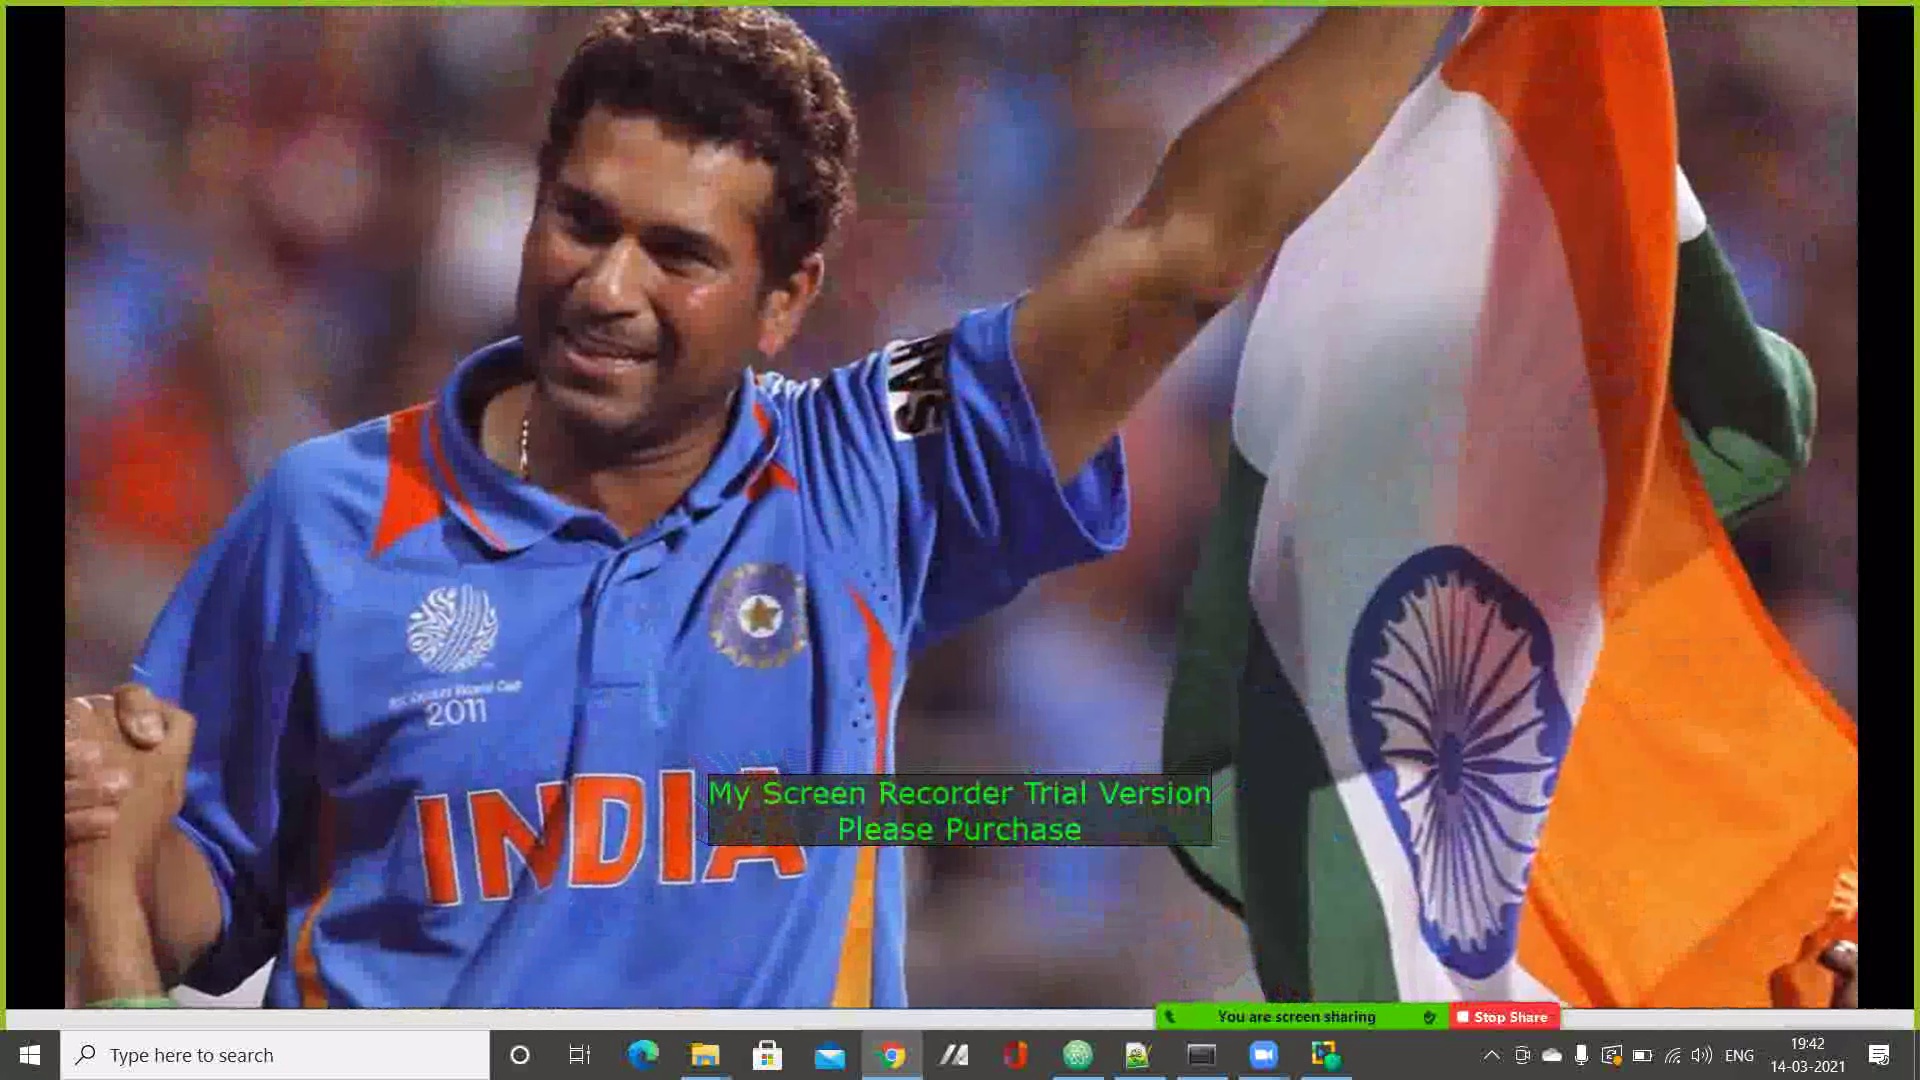 SAHA
ICC Cricket World Cup
2011
INDIA
My Screen Recorder Trial Version
Please Purchase
You are screen sharing
Stop Share
Type here to search
ENG
19:42
14-03-2021